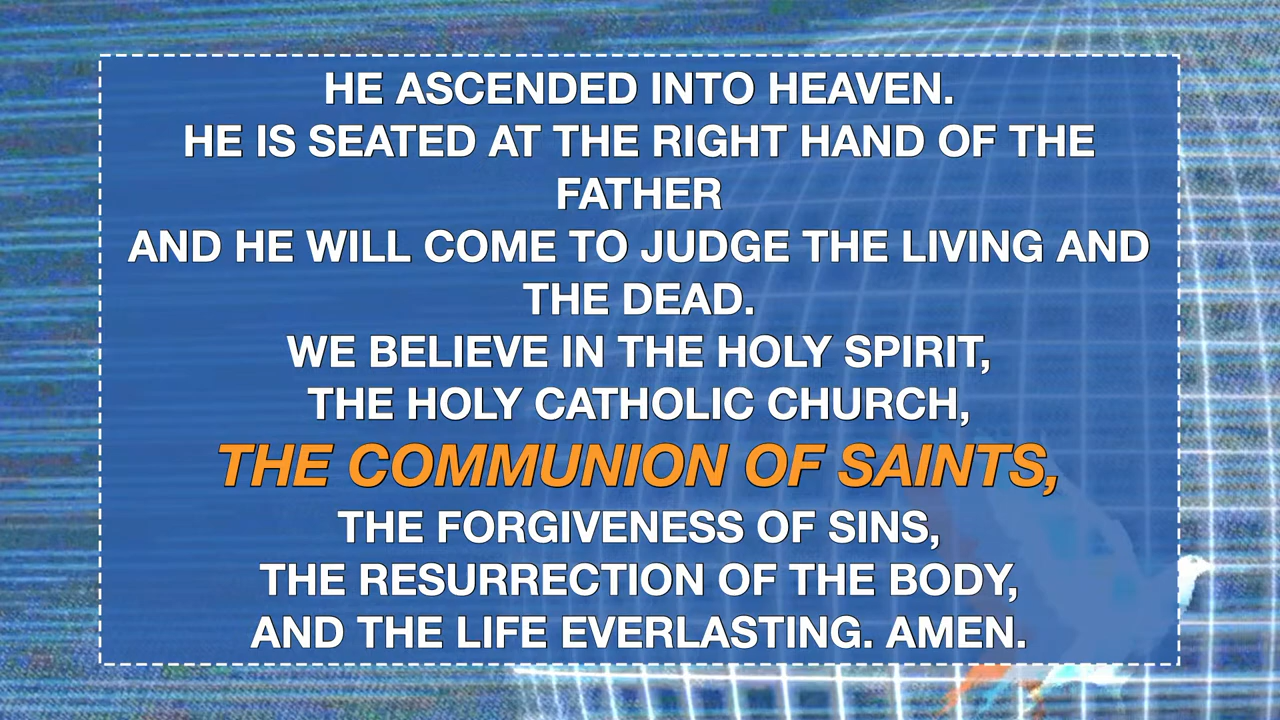 HE ASCENDED INTO HEAVEN.
HE IS SEATED AT THE RIGHT HAND OF THE
FATHER
AND HE WILL COME TO JUDGE THE LIVING AND
THE DEAD.
WE BELIEVE IN THE HOLY SPIRIT,
THE HOLY CATHOLIC CHURCH,
THE COMMUNION OF SAINTS,
THE FORGIVENESS OF SINS,
THE RESURRECTION OF THE BODY,
AND THE LIFE EVERLASTING. AMEN.